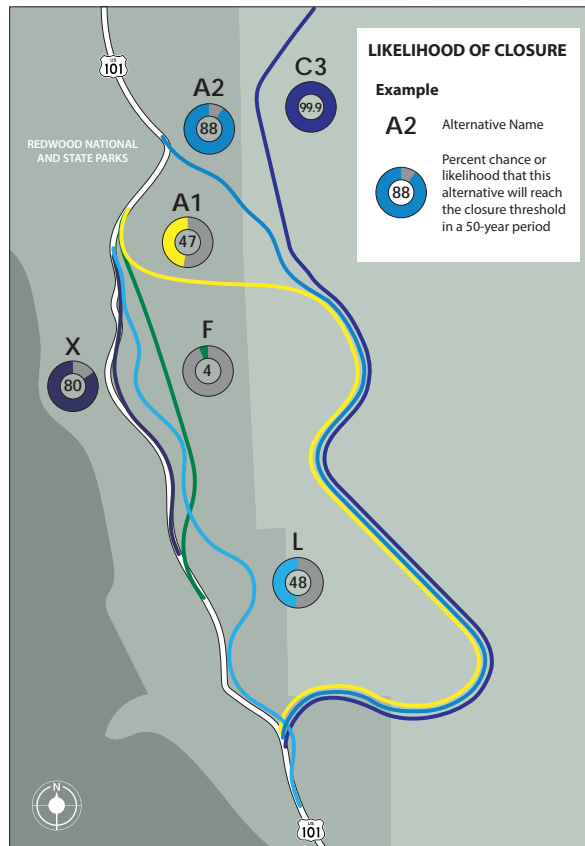 US
101
A2
88
C3
99.9
LIKELIHOOD OF CLOSURE
Example
A2 Alternative Name
88
Percent chance or
likelihood that this
alternative will reach
the closure threshold
in a 50-year period
REDWOOD NATIONAL
AND STATE PARKS
A1
47
X
80
F
4
L
48
N
US
101